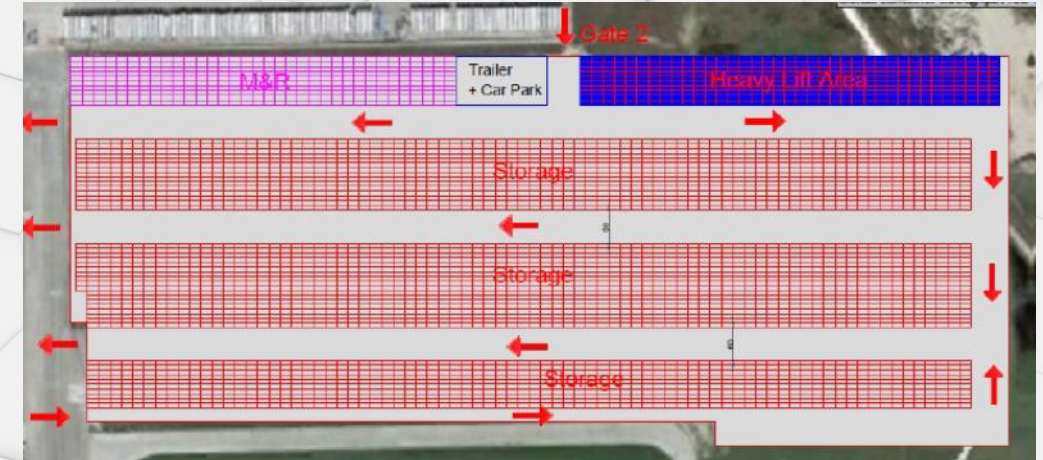 Gate 2
M&R
Trailer
+ Car Park
Heavy Lift Area
Storage
Storage
Storage